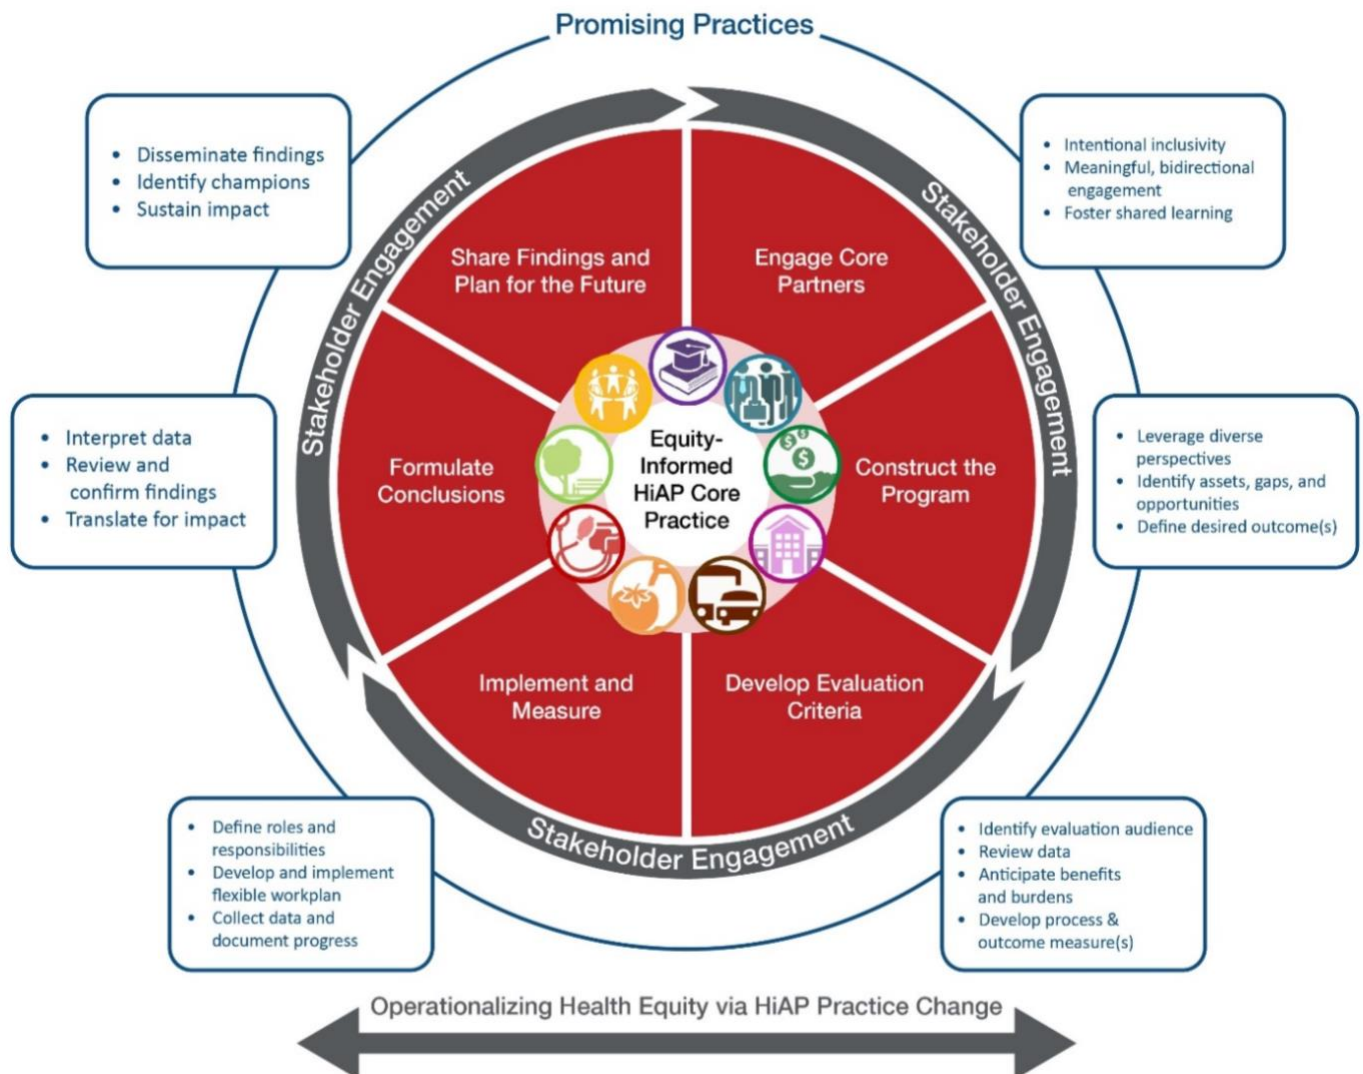 Promising Practices
• Disseminate findings
• Identify champions
• Sustain impact
• Intentional inclusivity
• Meaningful, bidirectional
engagement
• Foster shared learning
Stakeholder Engagement
Stakeholder Engagement
Share Findings and
Plan for the Future
Engage Core
Partners
• Interpret data
• Review and
confirm findings
• Translate for impact
Formulate
Conclusions
Equity-
Informed
HiAP Core
Practice
Construct the
Program
• Leverage diverse
perspectives
• Identify assets, gaps, and
opportunities
• Define desired outcome(s)
Implement and
Measure
Develop Evaluation
Criteria
Stakeholder Engagement
• Define roles and
responsibilities
• Develop and implement
flexible workplan
• Collect data and
document progress
• Identify evaluation audience
• Review data
• Anticipate benefits
and burdens
• Develop process &
outcome measure(s)
Operationalizing Health Equity via HiAP Practice Change